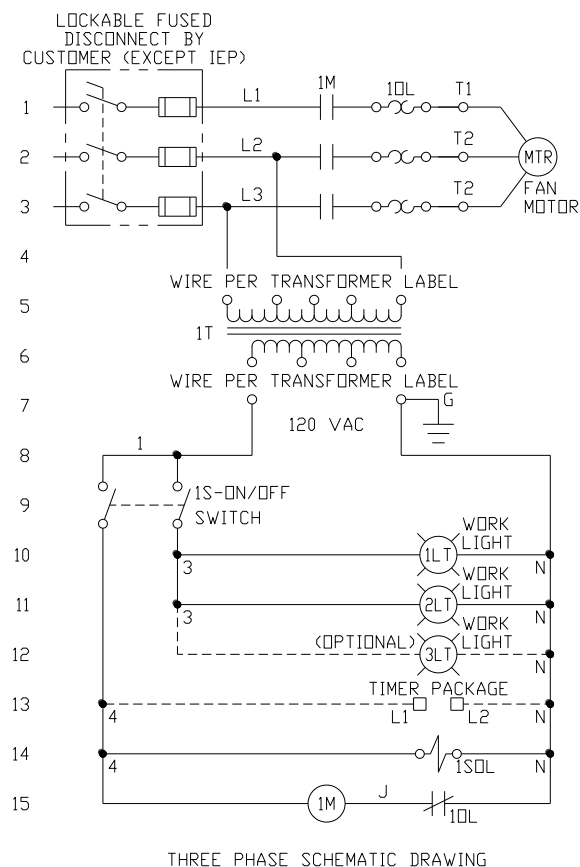 LOCKABLE FUSED
DISCONNECT BY
CUSTOMER (EXCEPT IEP)
1 L1 1M 1OL T1
2 L2 T2 MTR
3 L3 T2 FAN
MOTOR
4
WIRE PER TRANSFORMER LABEL
5
1T
6
WIRE PER TRANSFORMER LABEL
7 G
120 VAC
8 1
9 1S-ON/OFF
SWITCH
WORK
10 1LT LIGHT
3 N
WORK
11 2LT LIGHT
3 N
WORK
12 (OPTIONAL) 3LT LIGHT
N
TIMER PACKAGE
13 L1 L2
4 N
14
4 1SOL N
15 1M J 1OL
THREE PHASE SCHEMATIC DRAWING